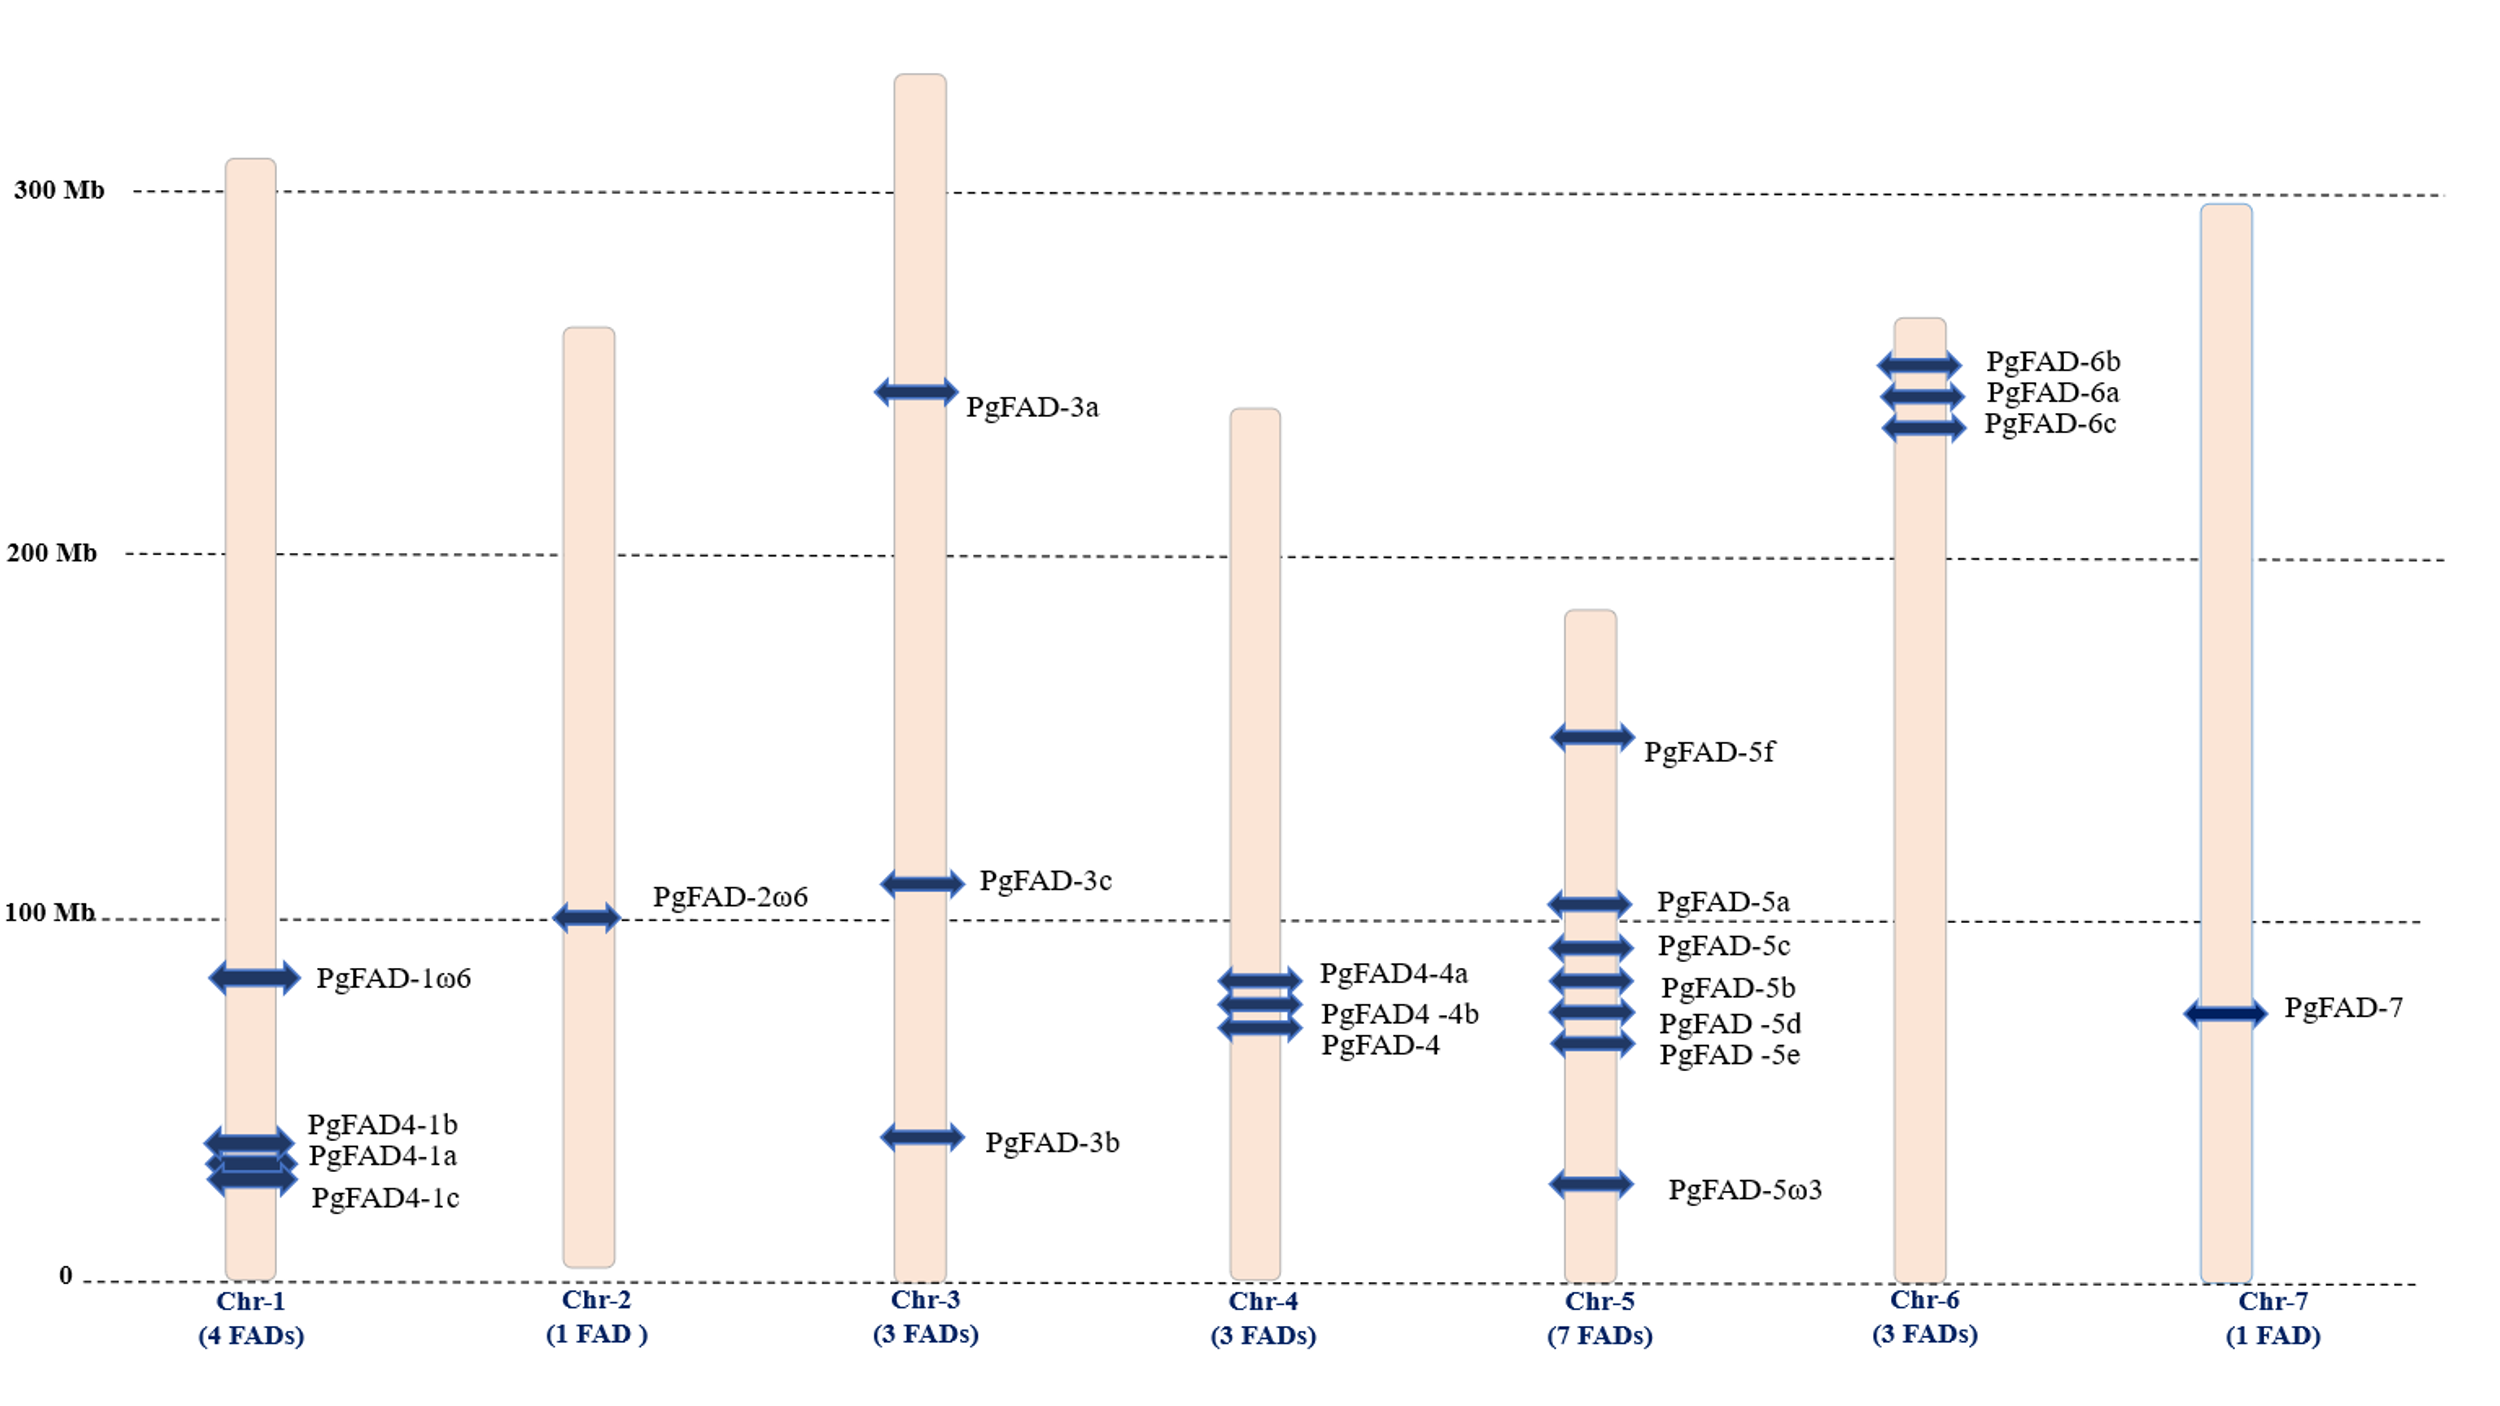 300 Mb
PgFAD-6b
PgFAD-6a
PgFAD-3a
PgFAD-6c
200 Mb
PgFAD-5f
PgFAD-3c
PgFAD-2ω6
PgFAD-5a
100 Mb
PgFAD-5c
PgFAD4-4a
PgFAD-1ω6
PgFAD-5b
PgFAD-7
PgFAD4 -4b
PgFAD -5d
PgFAD-4
PgFAD -5e
PgFAD4-1b
PgFAD-3b
PgFAD4-1a
PgFAD-5ω3
PgFAD4-1c
0
Chr-1 Chr-2 Chr-3 Chr-4 Chr-5 Chr-6 Chr-7
(4 FADs) (1 FAD ) (3 FADs) (3 FADs) (7 FADs) (3 FADs) (1 FAD)